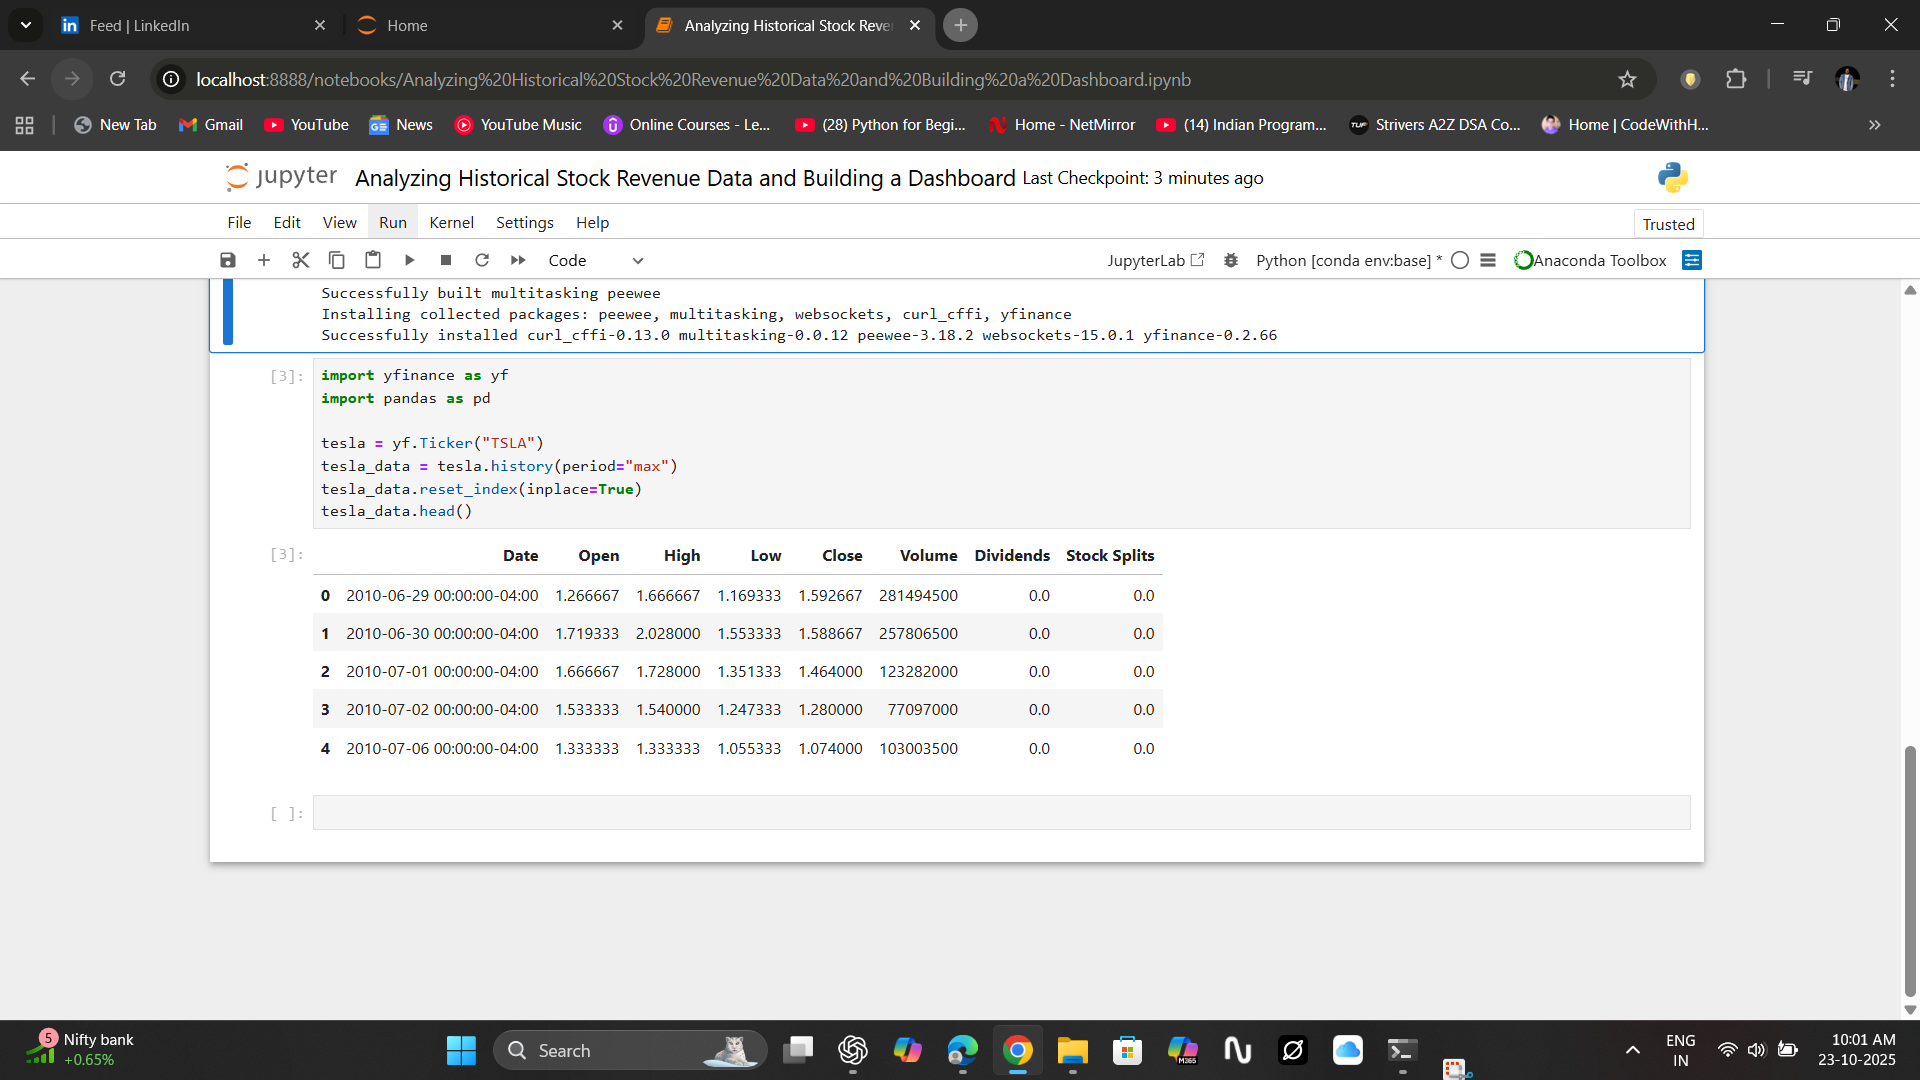 Feed | LinkedIn
Home
Analyzing Historical Stock Reve
localhost:8888/notebooks/Analyzing%20Historical%20Stock%20Revenue%20Data%20and%20Building%20a%20Dashboard.ipynb
New Tab
Gmail
YouTube
News
YouTube Music
Online Courses - Le...
(28) Python for Begi...
Home - NetMirror
(14) Indian Program...
Strivers A2Z DSA Co...
Home | CodeWithH...
jupyter Analyzing Historical Stock Revenue Data and Building a Dashboard Last Checkpoint: 3 minutes ago
File Edit View Run Kernel Settings Help
Trusted
Code
JupyterLab
Python [conda env:base] *
Anaconda Toolbox
Successfully built multitasking peewee
Installing collected packages: peewee, multitasking, websockets, curl_cffi, yfinance
Successfully installed curl_cffi-0.13.0 multitasking-0.0.12 peewee-3.18.2 websockets-15.0.1 yfinance-0.2.66
[3]: import yfinance as yf
import pandas as pd
tesla = yf.Ticker("TSLA")
tesla_data = tesla.history(period="max")
tesla_data.reset_index(inplace=True)
tesla_data.head()
[3]: Date Open High Low Close Volume Dividends Stock Splits
0 2010-06-29 00:00:00-04:00 1.266667 1.666667 1.169333 1.592667 281494500 0.0 0.0
1 2010-06-30 00:00:00-04:00 1.719333 2.028000 1.553333 1.588667 257806500 0.0 0.0
2 2010-07-01 00:00:00-04:00 1.666667 1.728000 1.351333 1.464000 123282000 0.0 0.0
3 2010-07-02 00:00:00-04:00 1.533333 1.540000 1.247333 1.280000 77097000 0.0 0.0
4 2010-07-06 00:00:00-04:00 1.333333 1.333333 1.055333 1.074000 103003500 0.0 0.0
[ ]:
5
Nifty bank
+0.65%
Search
M365
ENG
IN
10:01 AM
23-10-2025